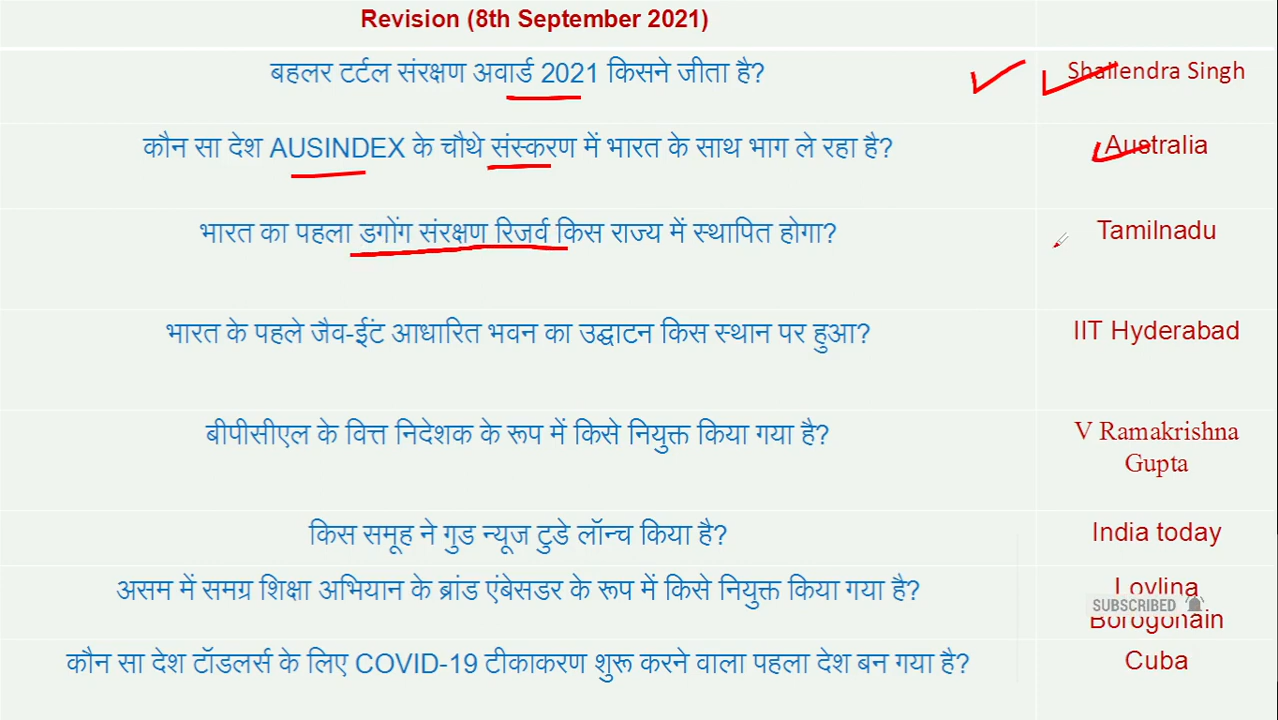 Revision (8th September 2021)
बहलर टर्टल संरक्षण अवार्ड 2021 किसने जीता है?
Shailendra Singh
कौन सा देश AUSINDEX के चौथे संस्करण में भारत के साथ भाग ले रहा है?
Australia
भारत का पहला डगोंग संरक्षण रिजर्व किस राज्य में स्थापित होगा?
Tamilnadu
भारत के पहले जैव-ईंट आधारित भवन का उद्घाटन किस स्थान पर हुआ?
IIT Hyderabad
बीपीसीएल के वित्त निदेशक के रूप में किसे नियुक्त किया गया है?
V Ramakrishna
Gupta
किस समूह ने गुड न्यूज टुडे लॉन्च किया है?
India today
असम में समग्र शिक्षा अभियान के ब्रांड एंबेसडर के रूप में किसे नियुक्त किया गया है?
Lovlina
SUBSCRIBED
Borogohain
कौन सा देश टॉडलर्स के लिए COVID-19 टीकाकरण शुरू करने वाला पहला देश बन गया है?
Cuba